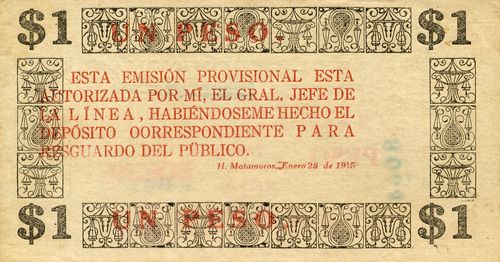 $1 UN PESO. $1
ESTA EMISIÓN PROVISIONAL ESTA
AUTORIZADA POR MÍ, EL GRAL, JEFE DE
LA LÍNEA, HABIÉNDOSEME HECHO EL
DEPÓSITO OORRESPONDIENTE PARA
RESGUARDO DEL PÚBLICO.
H. Matamoros, Enero 28 de 1915
$1 UN PESO. $1